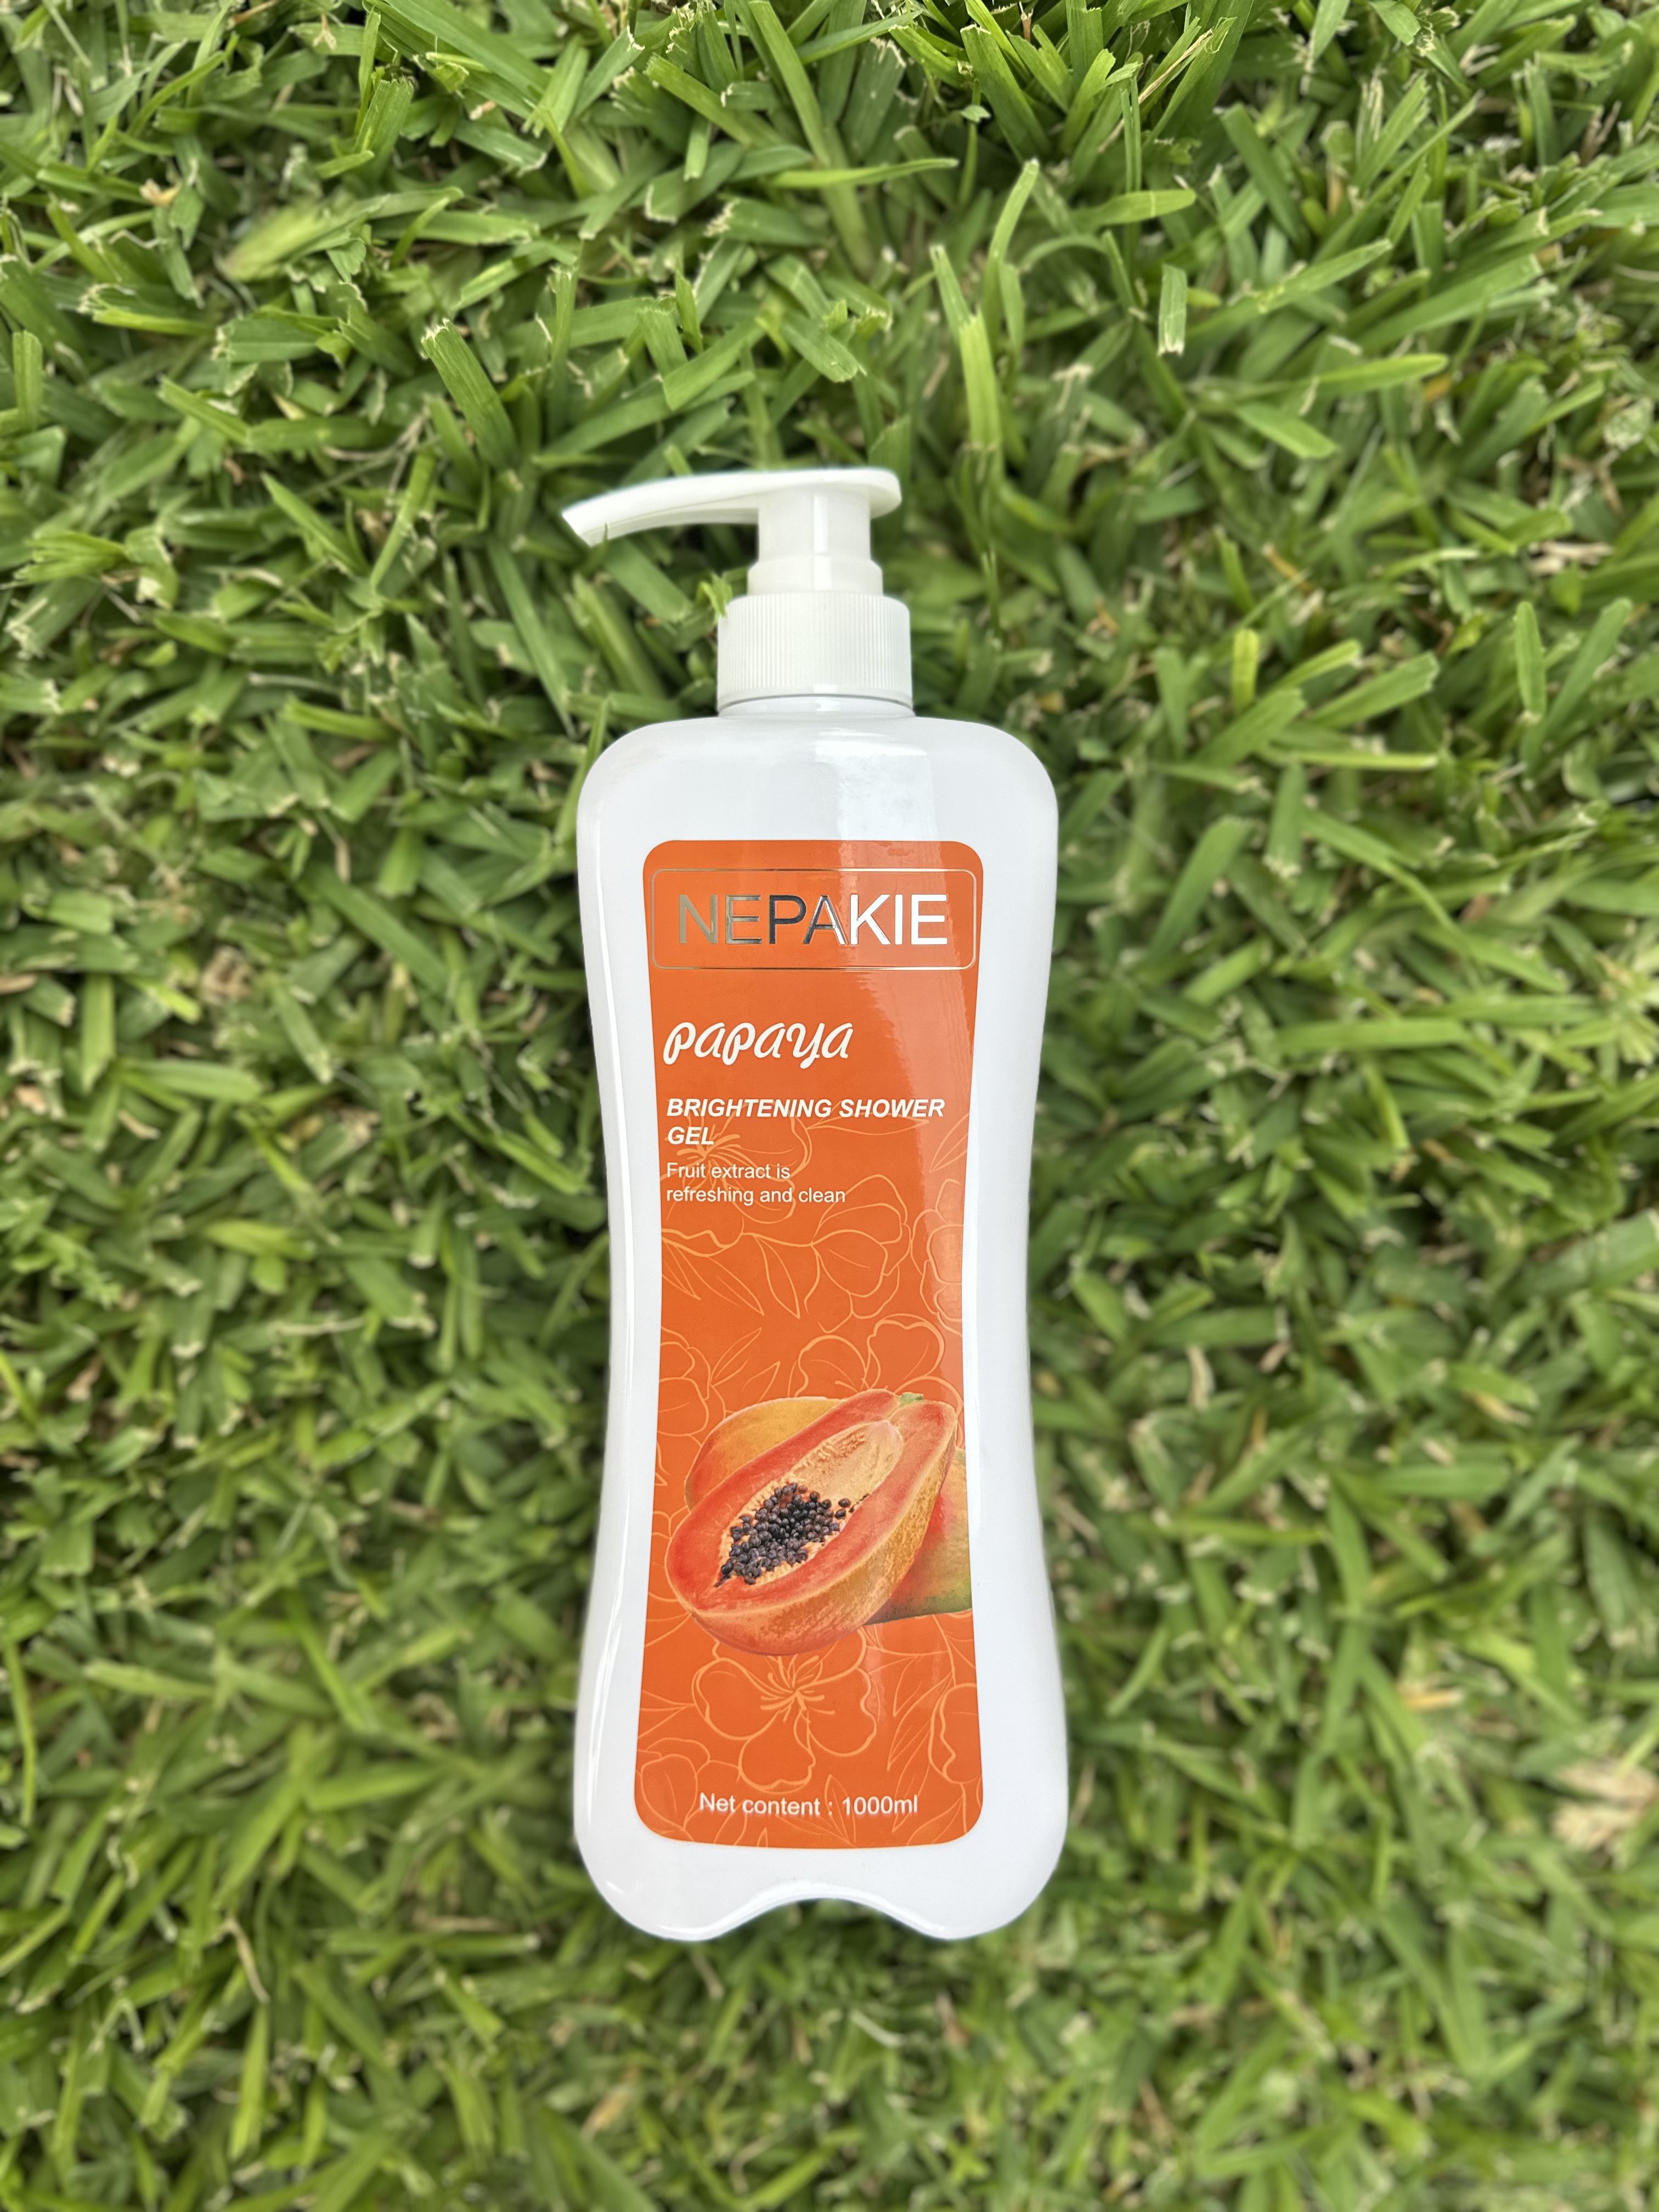 NEPAKIE
papaya
BRIGHTENING SHOWER
GEL
Fruit extract is
refreshing and clean
Net content : 1000ml